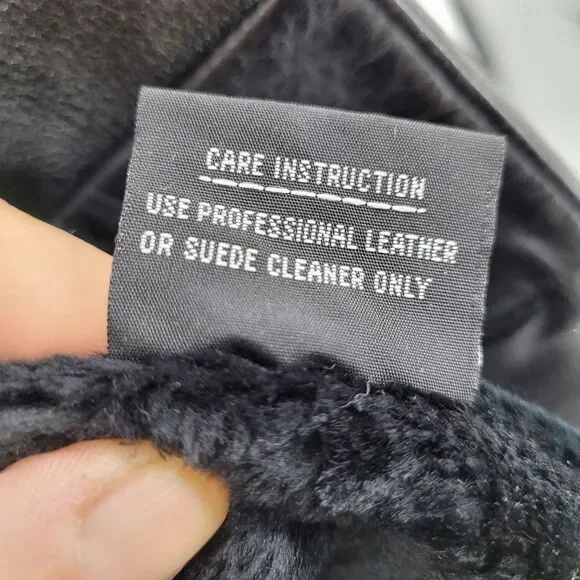 CARE INSTRUCTION
USE PROFESSIONAL LEATHER
OR SUEDE CLEANER ONLY